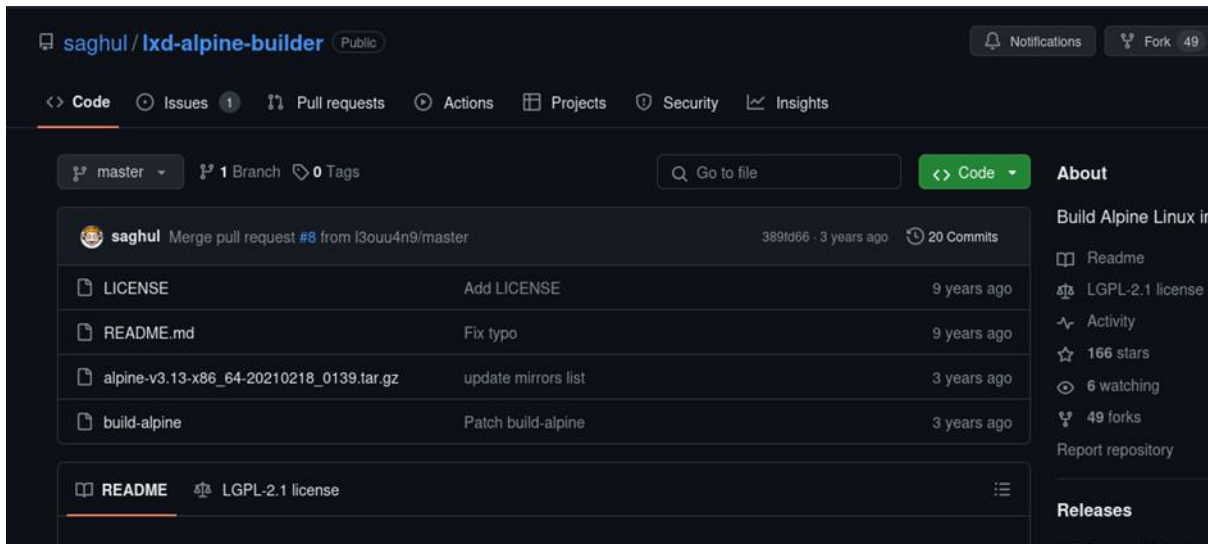 saghul / lxd-alpine-builder Public
Notifications
Fork 49
Code
Issues 1
Pull requests
Actions
Projects
Security
Insights
master
1 Branch
0 Tags
Go to file
Code
saghul Merge pull request #8 from l3ouu4n9/master
389fd66 · 3 years ago
20 Commits
LICENSE Add LICENSE 9 years ago
README.md Fix typo 9 years ago
alpine-v3.13-x86_64-20210218_0139.tar.gz update mirrors list 3 years ago
build-alpine Patch build-alpine 3 years ago
README
LGPL-2.1 license
About
Build Alpine Linux
Readme
LGPL-2.1 license
Activity
166 stars
6 watching
49 forks
Report repository
Releases